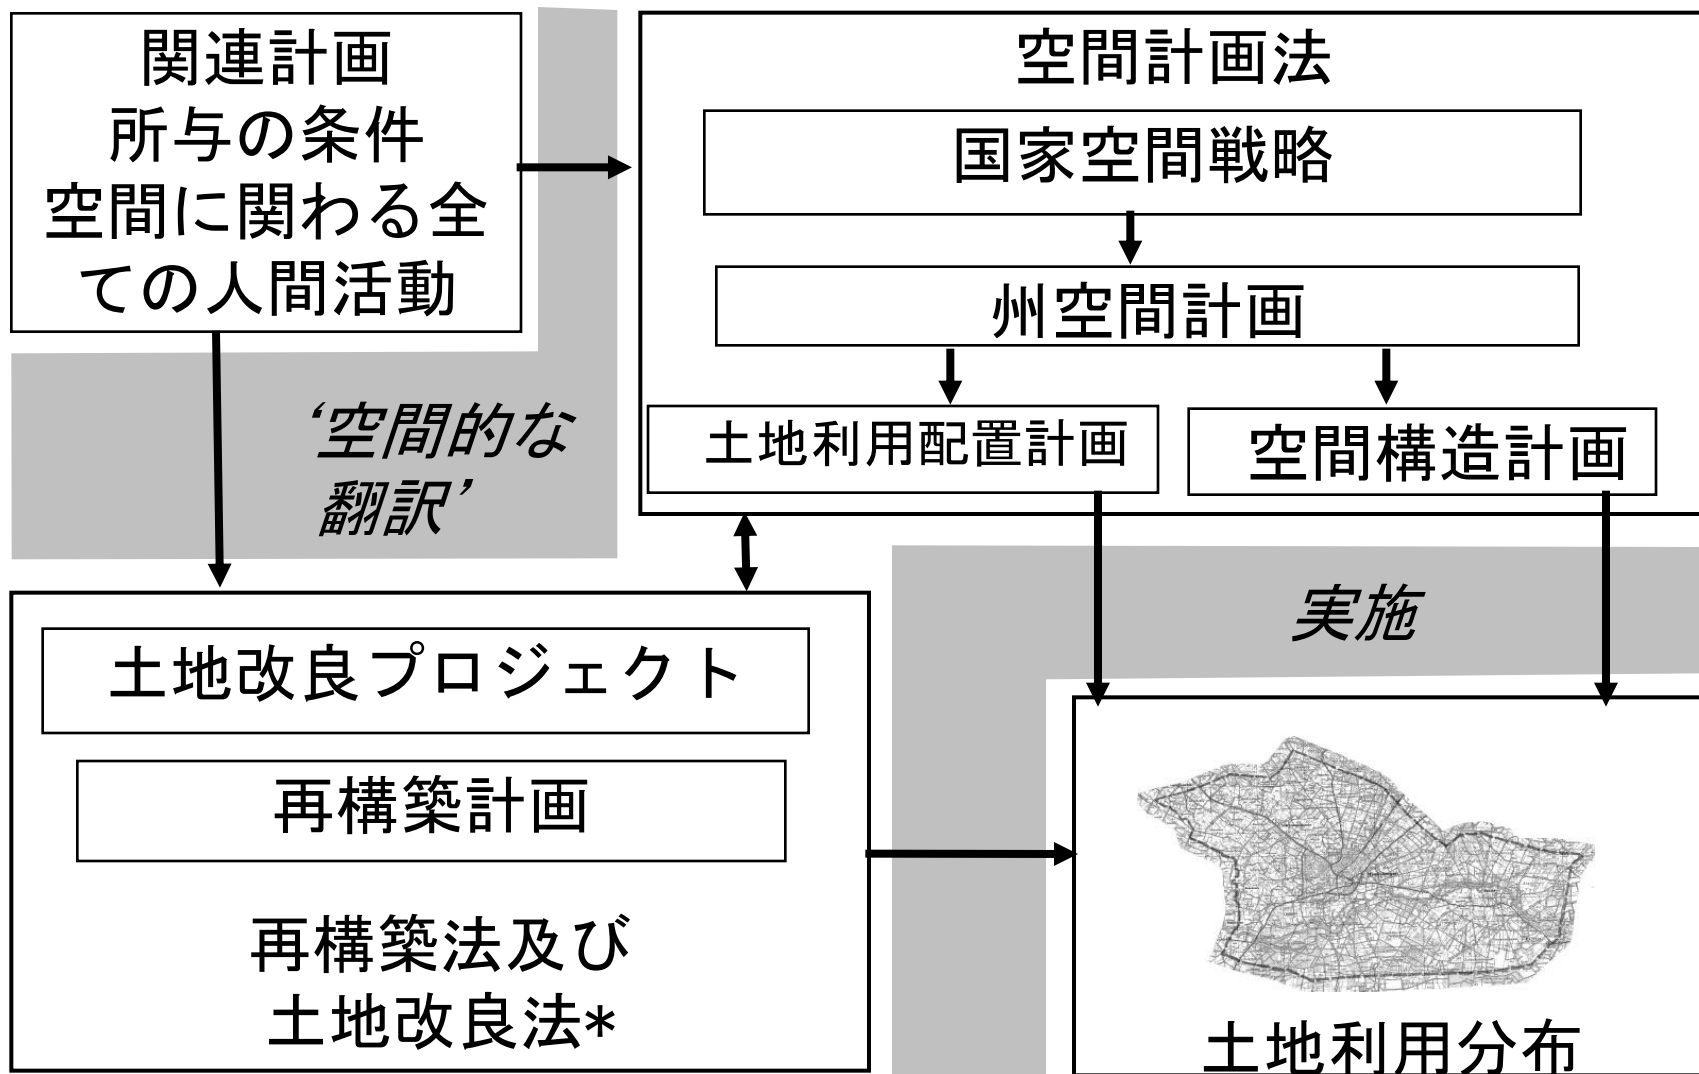 関連計画
所与の条件
空間に関わる全
ての人間活動
空間計画法
国家空間戦略
州空間計画
土地利用配置計画
空間構造計画
‘空間的な
翻訳’
実施
土地改良プロジェクト
再構築計画
再構築法及び
土地改良法*
土地利用分布